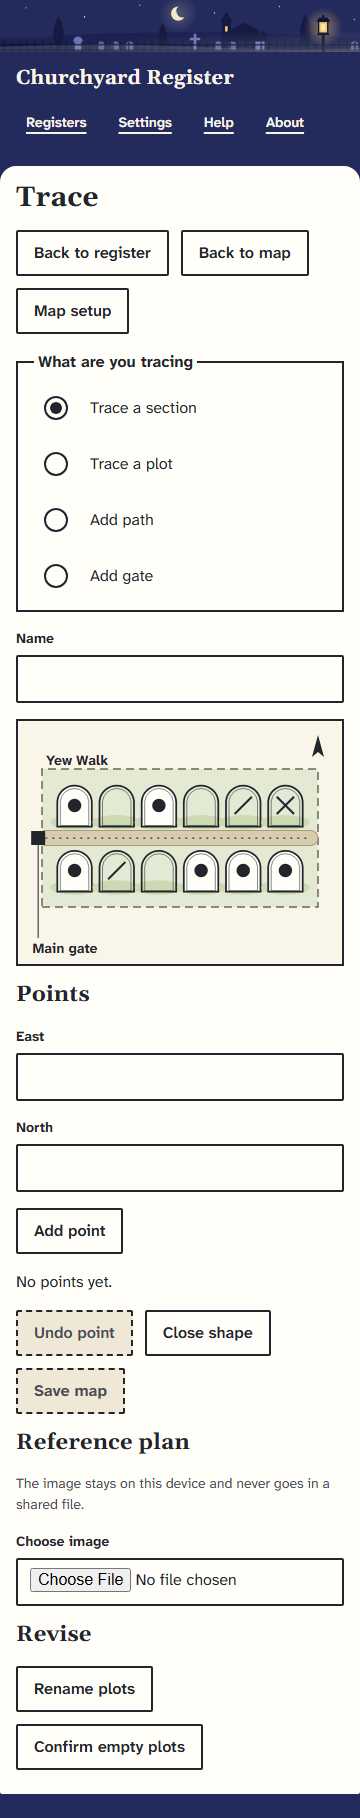 Churchyard Register
Registers Settings Help About
Trace
Back to register Back to map
Map setup
What are you tracing
Trace a section
Trace a plot
Add path
Add gate
Name
Yew Walk
Main gate
Points
East
North
Add point
No points yet.
Undo point Close shape
Save map
Reference plan
The image stays on this device and never goes in a
shared file.
Choose image
Choose File No file chosen
Revise
Rename plots
Confirm empty plots